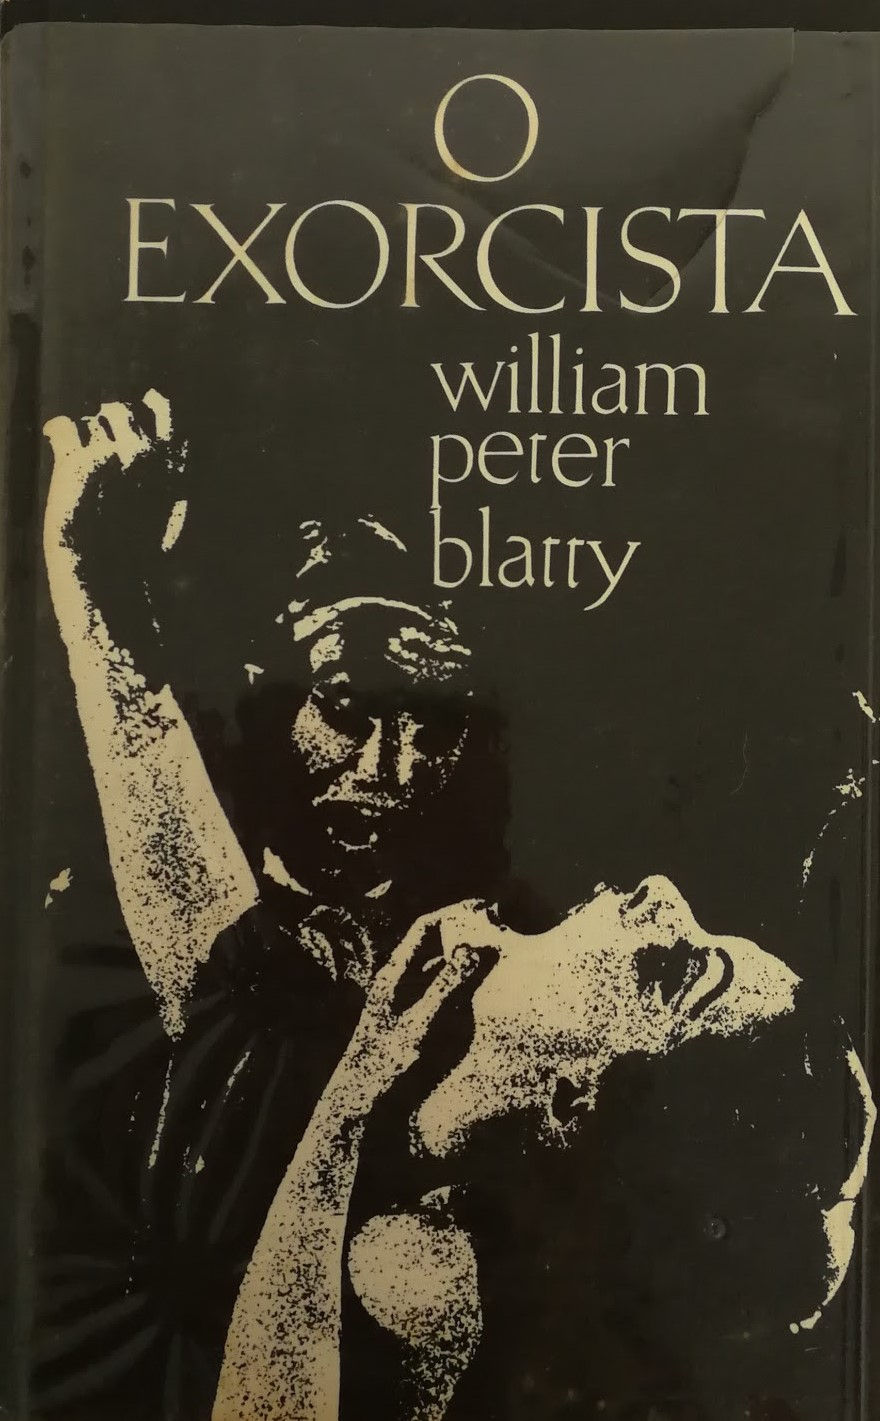 O
EXORCISTA
william
peter
blatty